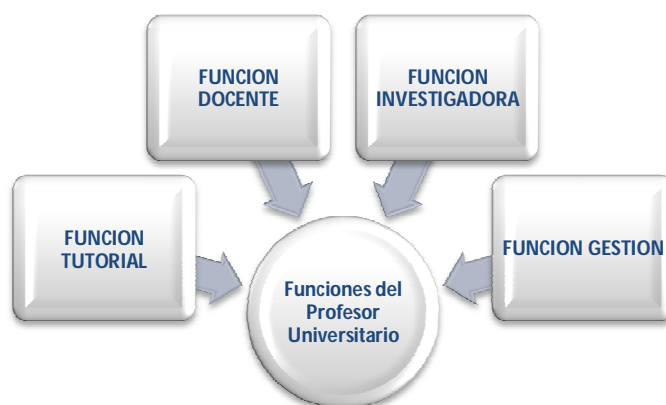 FUNCION
DOCENTE
FUNCION
INVESTIGADORA
FUNCION
TUTORIAL
FUNCION GESTION
Funciones del
Profesor
Universitario